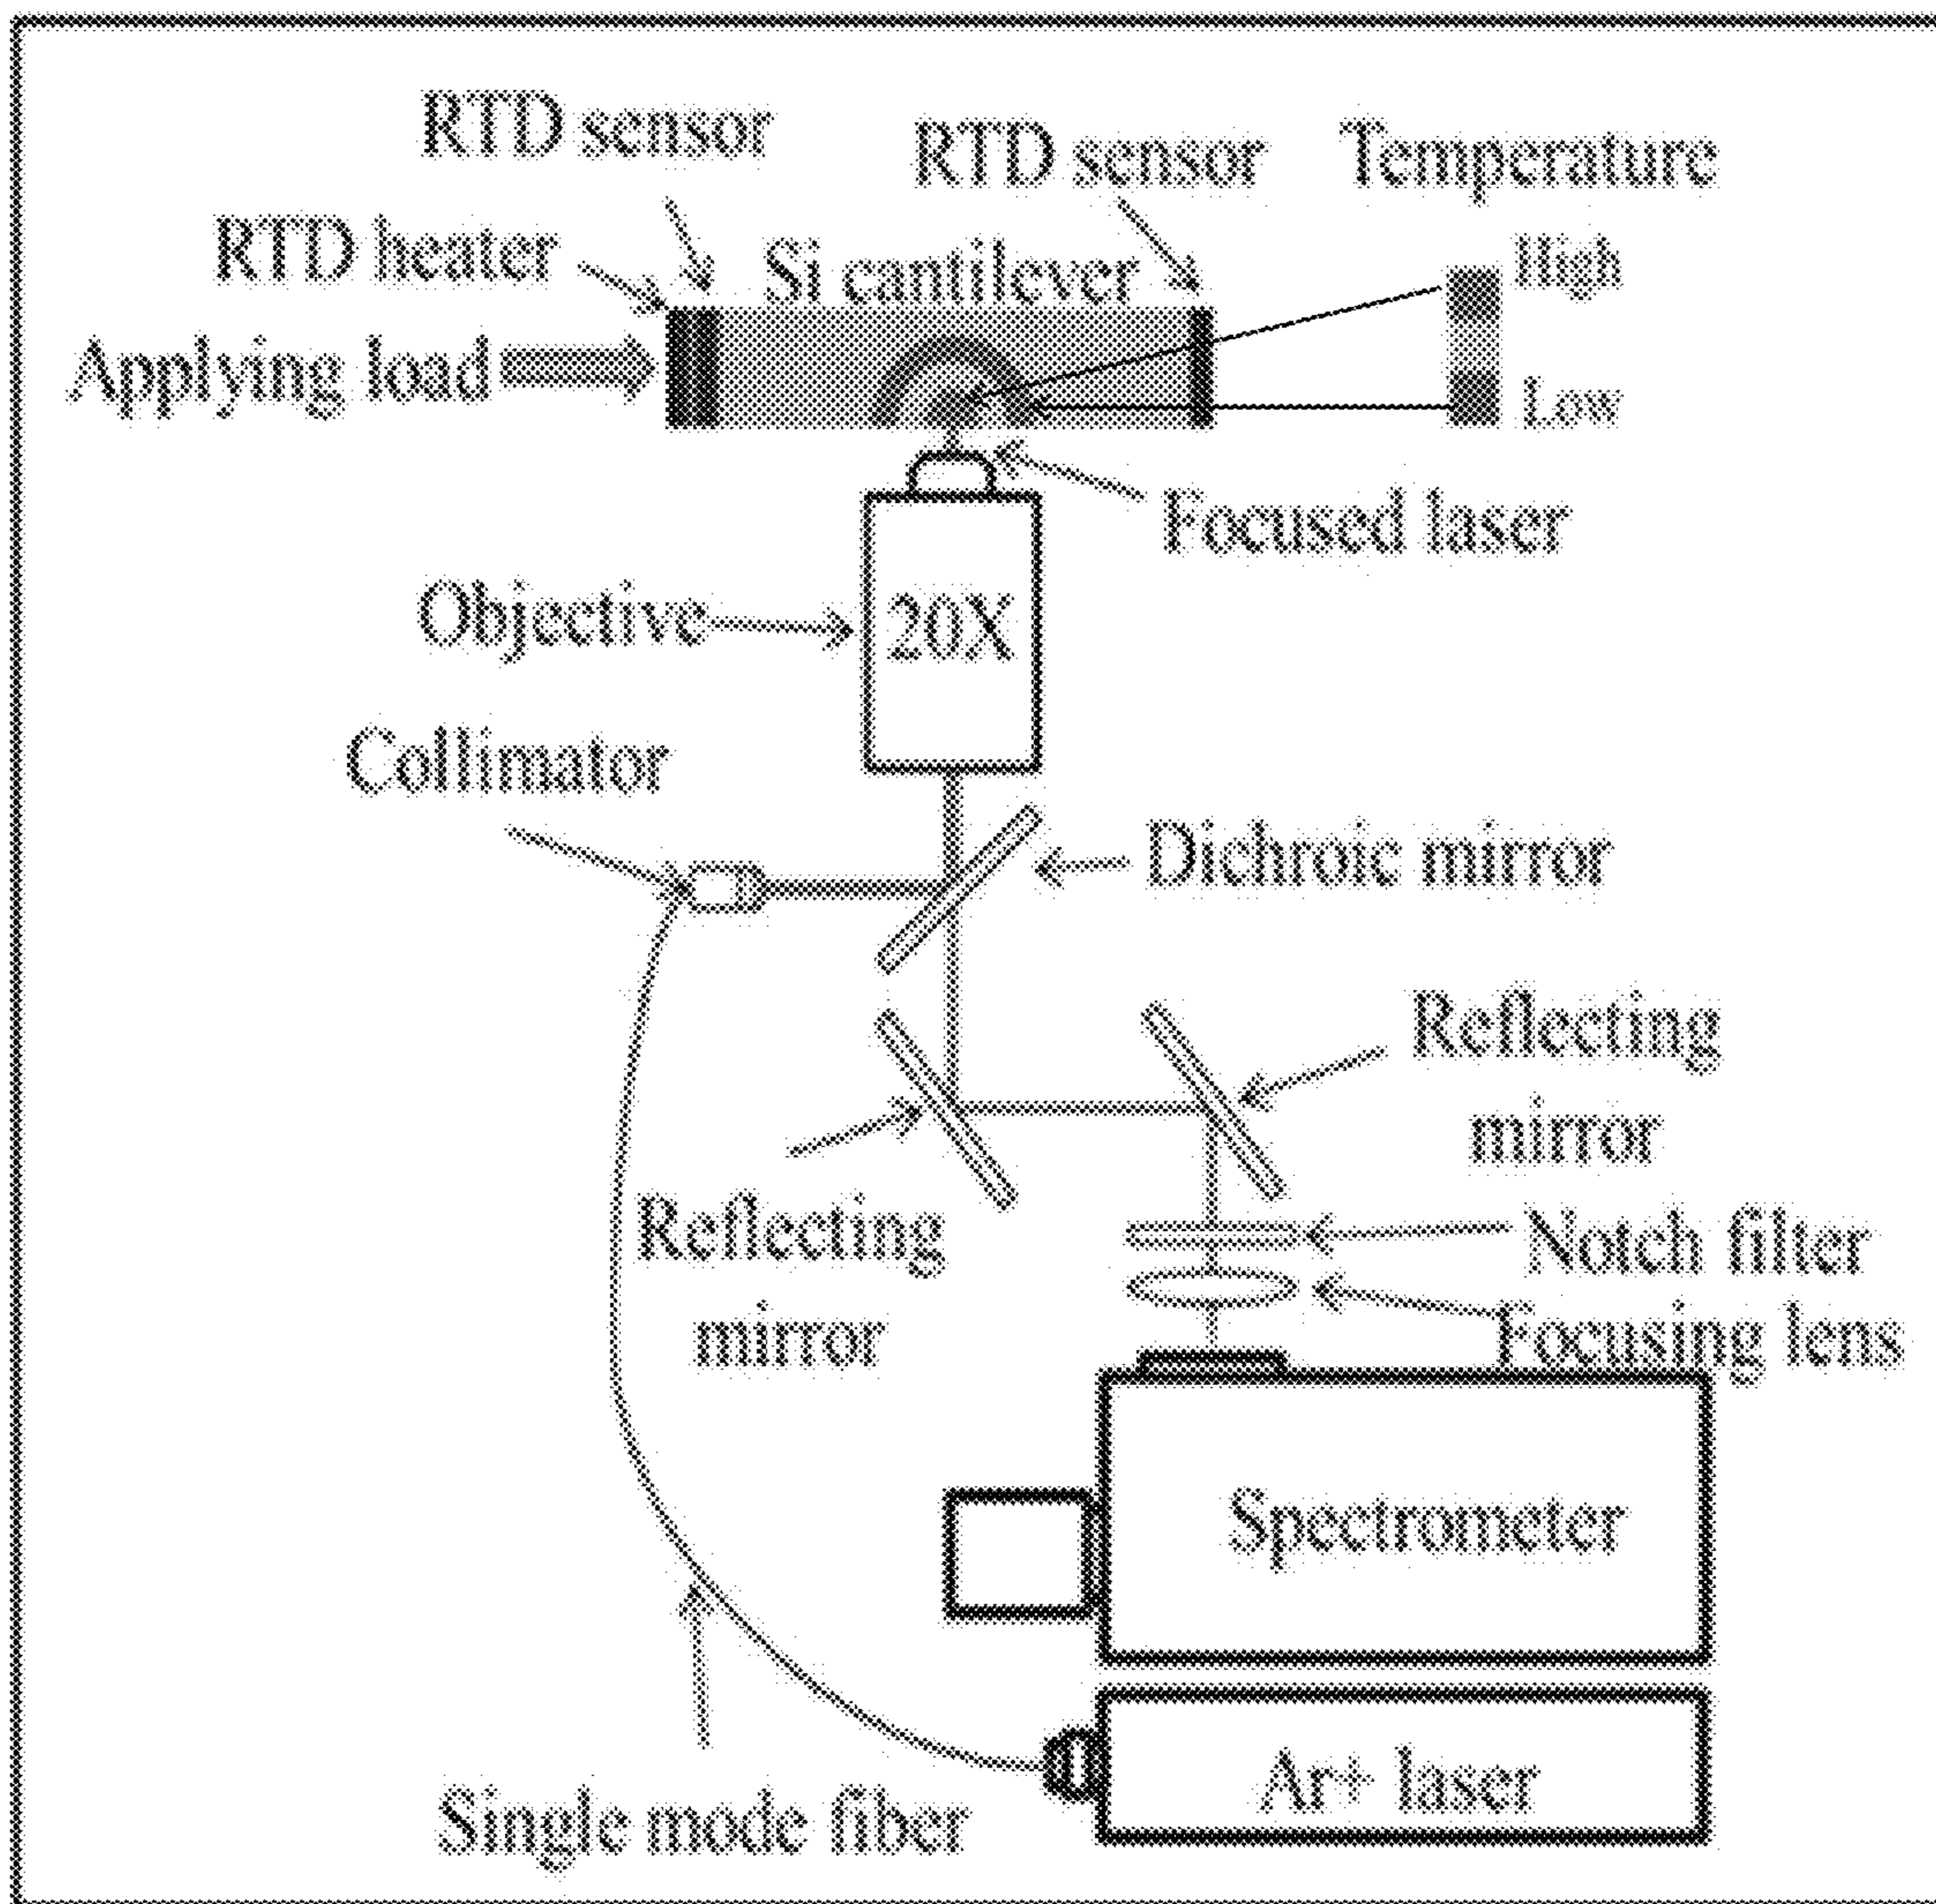 RTD sensor
RTD sensor
Temperature
RTD heater
Si cantilever
High
Applying load
Low
Focused laser
Objective
20X
Collimator
Dichroic mirror
Reflecting
mirror
Reflecting
mirror
Notch filter
Focusing lens
Spectrometer
Ar+ laser
Single mode fiber